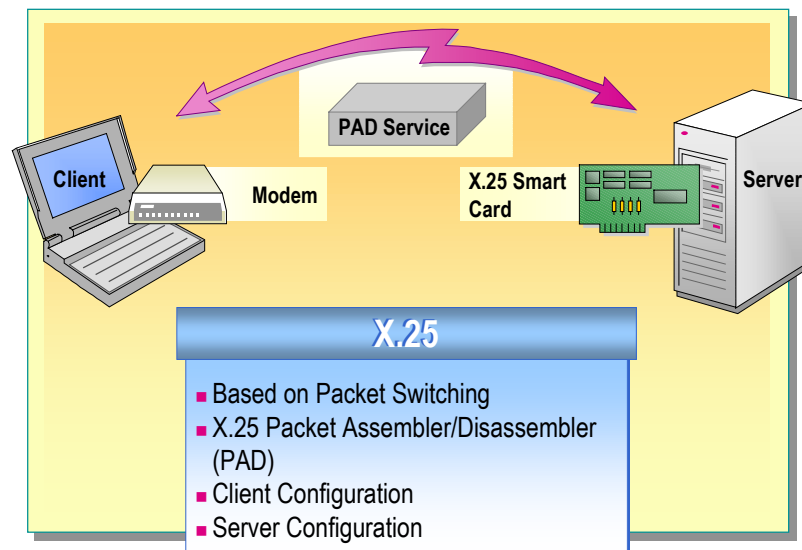 PAD Service
Client
Modem
X.25 Smart
Card
Server
X.25
Based on Packet Switching
X.25 Packet Assembler/Disassembler
(PAD)
Client Configuration
Server Configuration